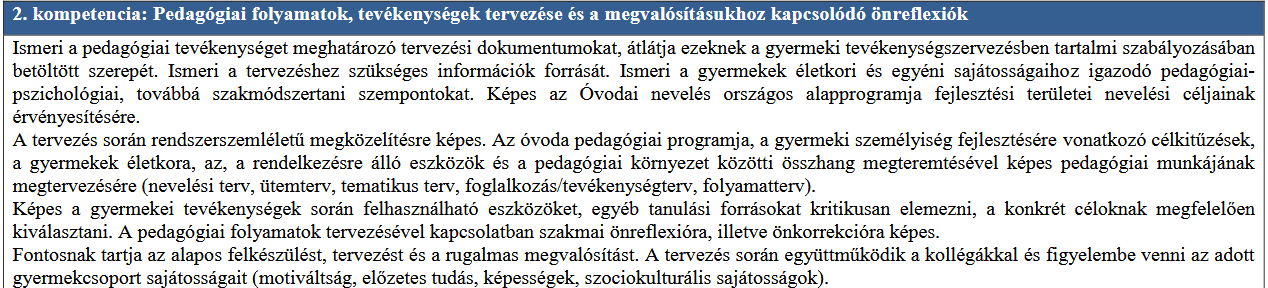 2. kompetencia: Pedagógiai folyamatok, tevékenységek tervezése és a megvalósításukhoz kapcsolódó önreflexiók
Ismeri a pedagógiai tevékenységet meghatározó tervezési dokumentumokat, átlátja ezeknek a gyermeki tevékenységszervezésben tartalmi szabályozásában
betöltött szerepét. Ismeri a tervezéshez szükséges információk forrását. Ismeri a gyermekek életkori és egyéni sajátosságaihoz igazodó pedagógiai-
pszichológiai, továbbá szakmódszertani szempontokat. Képes az Óvodai nevelés országos alapprogramja fejlesztési területei nevelési céljainak
érvényesítésére.
A tervezés során rendszerszemléletű megközelítésre képes. Az óvoda pedagógiai programja, a gyermeki személyiség fejlesztésére vonatkozó célkitűzések,
a gyermekek életkora, az, a rendelkezésre álló eszközök és a pedagógiai környezet közötti összhang megteremtésével képes pedagógiai munkájának
megtervezésére (nevelési terv, ütemterv, tematikus terv, foglalkozás/tevékenységterv, folyamatterv).
Képes a gyermekei tevékenységek során felhasználható eszközöket, egyéb tanulási forrásokat kritikusan elemezni, a konkrét céloknak megfelelően
kiválasztani. A pedagógiai folyamatok tervezésével kapcsolatban szakmai önreflexióra, illetve önkorrekcióra képes.
Fontosnak tartja az alapos felkészülést, tervezést és a rugalmas megvalósítást. A tervezés során együttműködik a kollégákkal és figyelembe venni az adott
gyermekcsoport sajátosságait (motiváltság, előzetes tudás, képességek, szociokulturális sajátosságok).